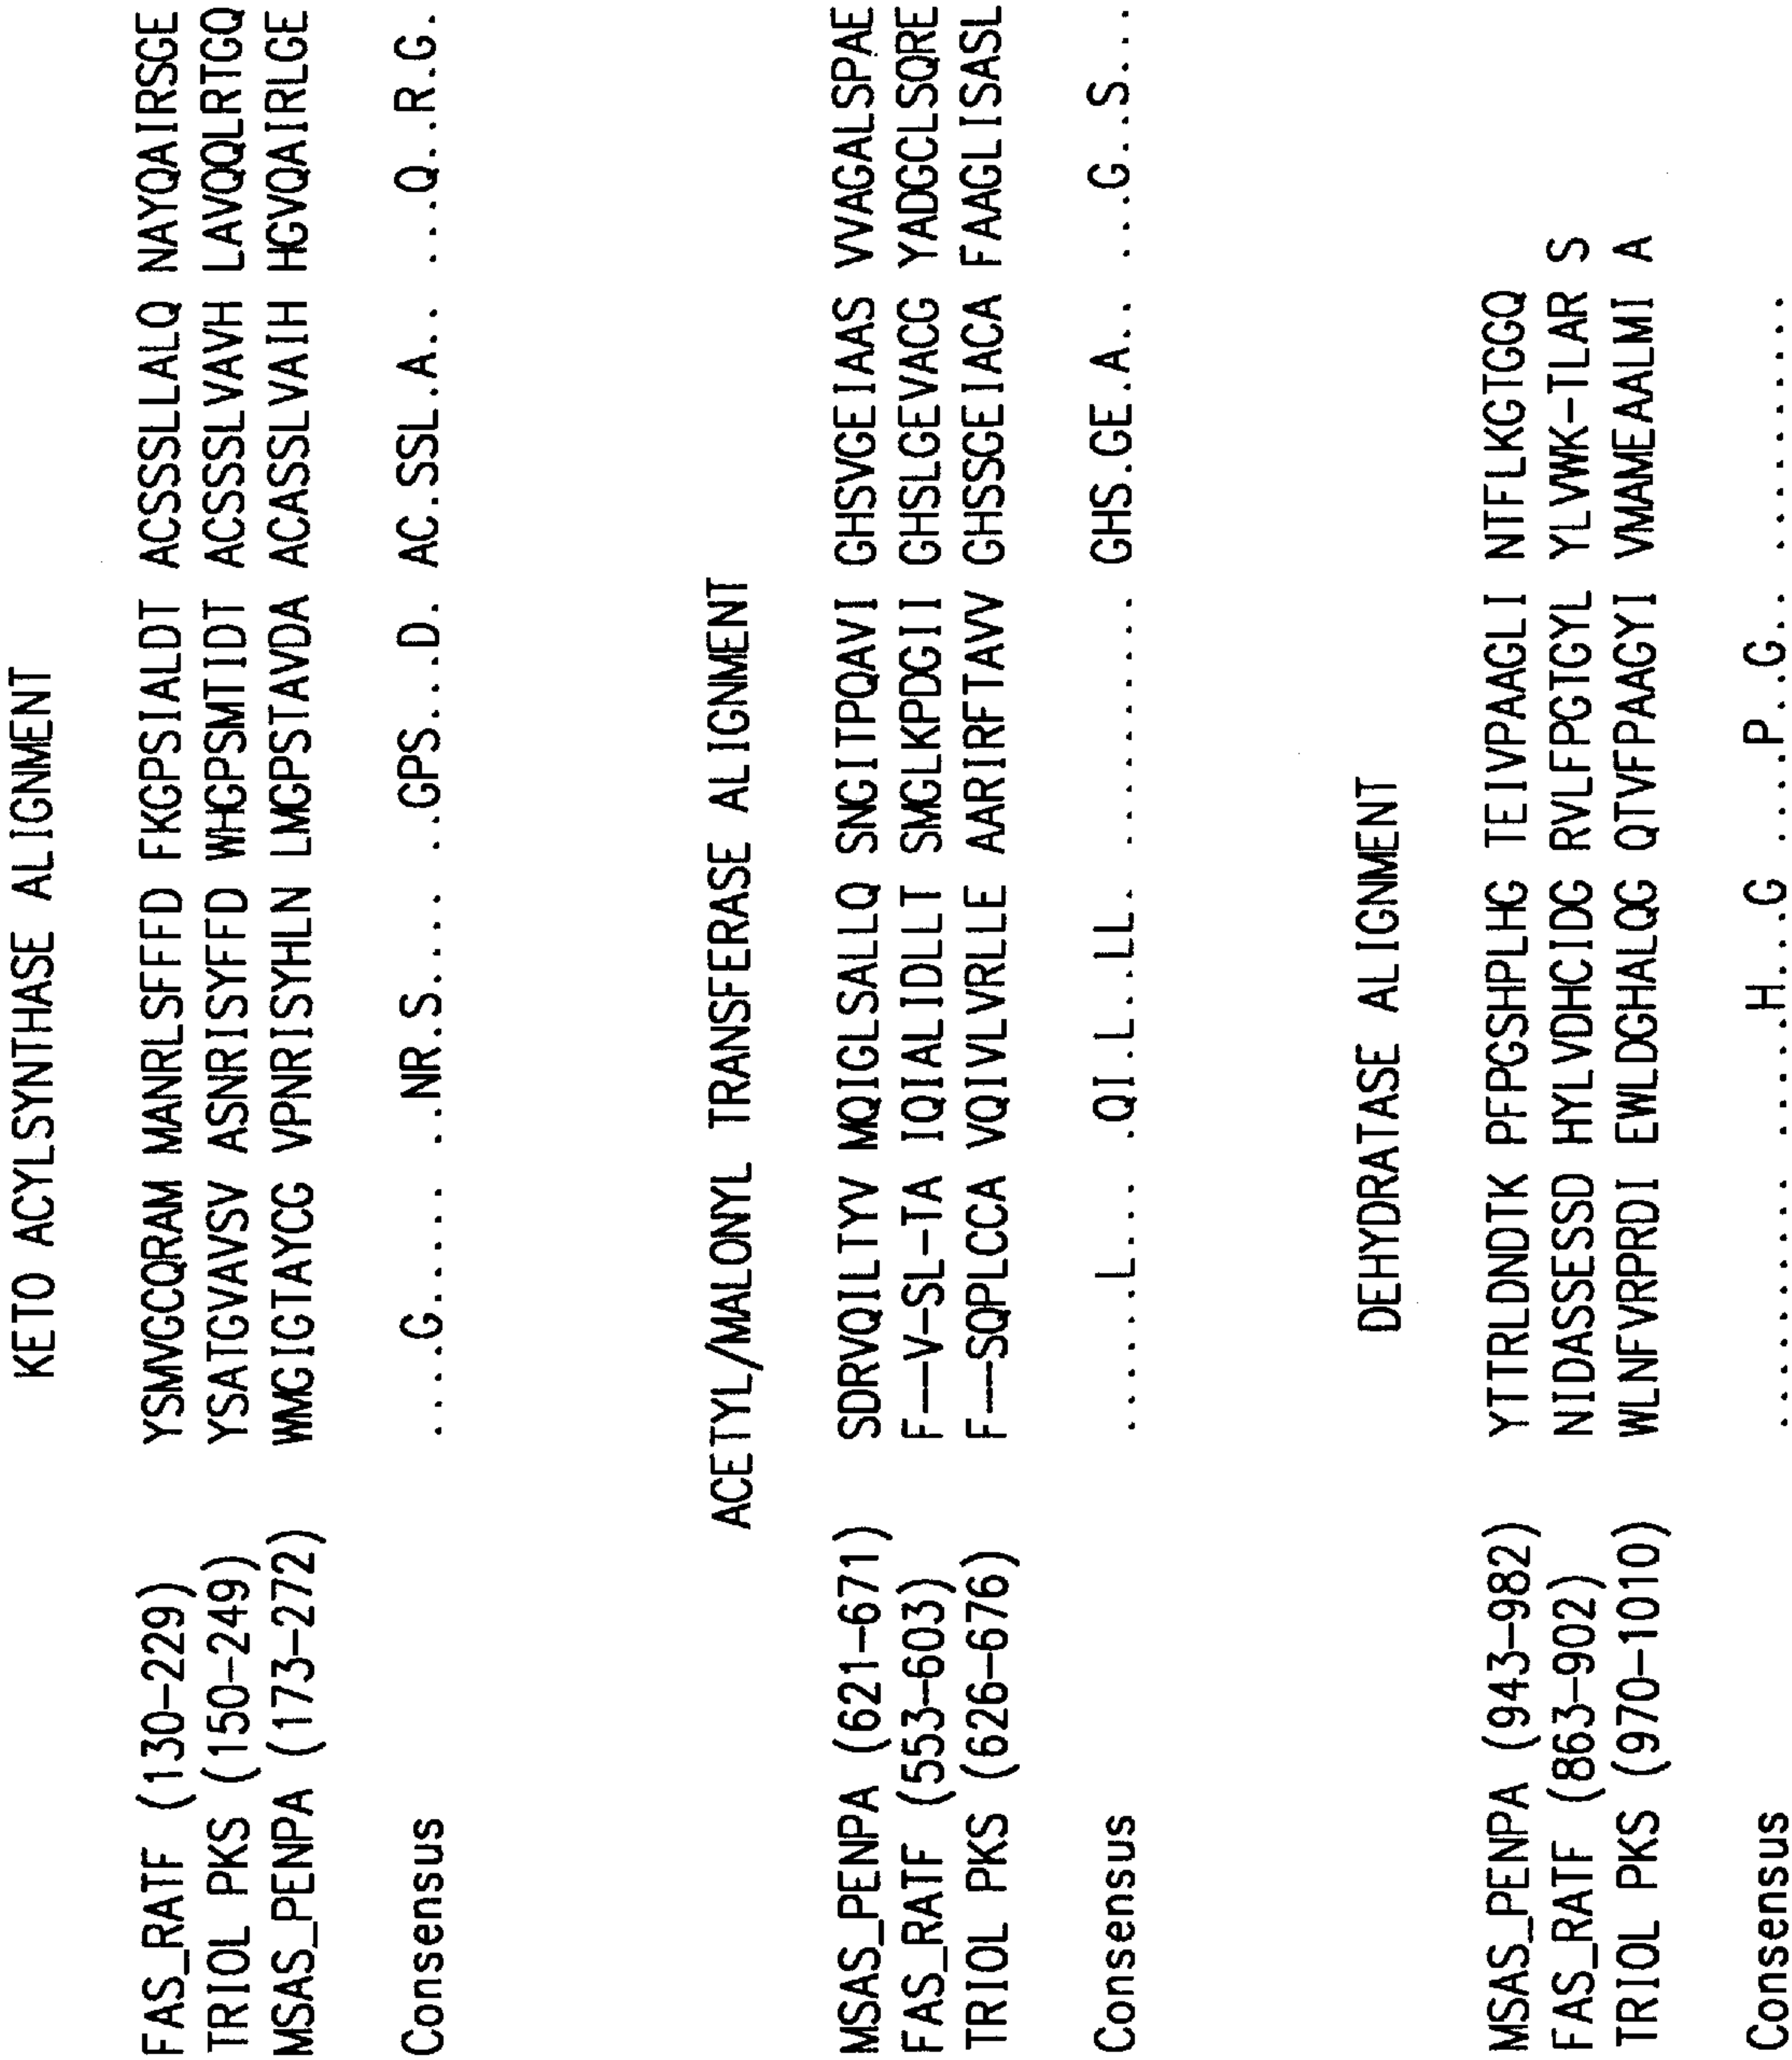 KETO ACYLSYNTHASE ALIGNMENT
FAS_RATF (130-229) YSMVGCQRAM MANRLSFFFD FKGPSIALDT ACSSSLLALQ NAYQAIRSGE
TRIOL PKS (150-249) YSATGVAVSV ASNRISYFFD WHGPSMTIDT ACSSSLVAVH LAVQQLRTGQ
MSAS_PENPA (173-272) WMGIGTAYCG VPNRISYHLN LMGPSTAVDA ACASSLVAIH HGVQAIRLGE
Consensus ....G..... ..NR.S.... ..GPS...D. AC.SSL.A.. ...Q..R.G.
ACETYL/MALONYL TRANSFERASE ALIGNMENT
MSAS_PENPA (621-671) SDRVQILTYV MQIGLSALLQ SNGITPQAVI GHSVGEIAAS VVAGALSPAE
FAS_RATF (553-603) F---V-SL-TA IQIALIDLLT SMGLKPDGII GHSLGEVACG YADGCLSQRE
TRIOL PKS (626-676) F---SQPLCCA VQIVLVRLLE AARIRFTAVV GHSSGEIACA FAAGLISASL
Consensus ......L... .QI.L..LL. .......... GHS.GE.A.. ...G..S...
DEHYDRATASE ALIGNMENT
MSAS_PENPA (943-982) YTTRLDNDTK PFPGSHPLHG TEIVPAAGLI NTFLKGTGGQ
FAS_RATF (863-902) NIDASSESSD HYLVDHCIDG RVLFPGTGYL YLVWK-TLAR S
TRIOL PKS (970-1010) WLNFVRPRDI EWLDGHALQG QTVFPAAGYI VMAMEAALMI A
Consensus .......... .....H...G ....P..G.. ..........